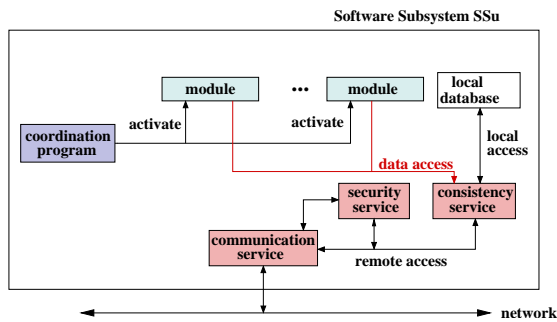 Software Subsystem SSu
module
...
module
local
database
activate
activate
coordination
program
local
access
data access
security
service
consistency
service
communication
service
remote access
network